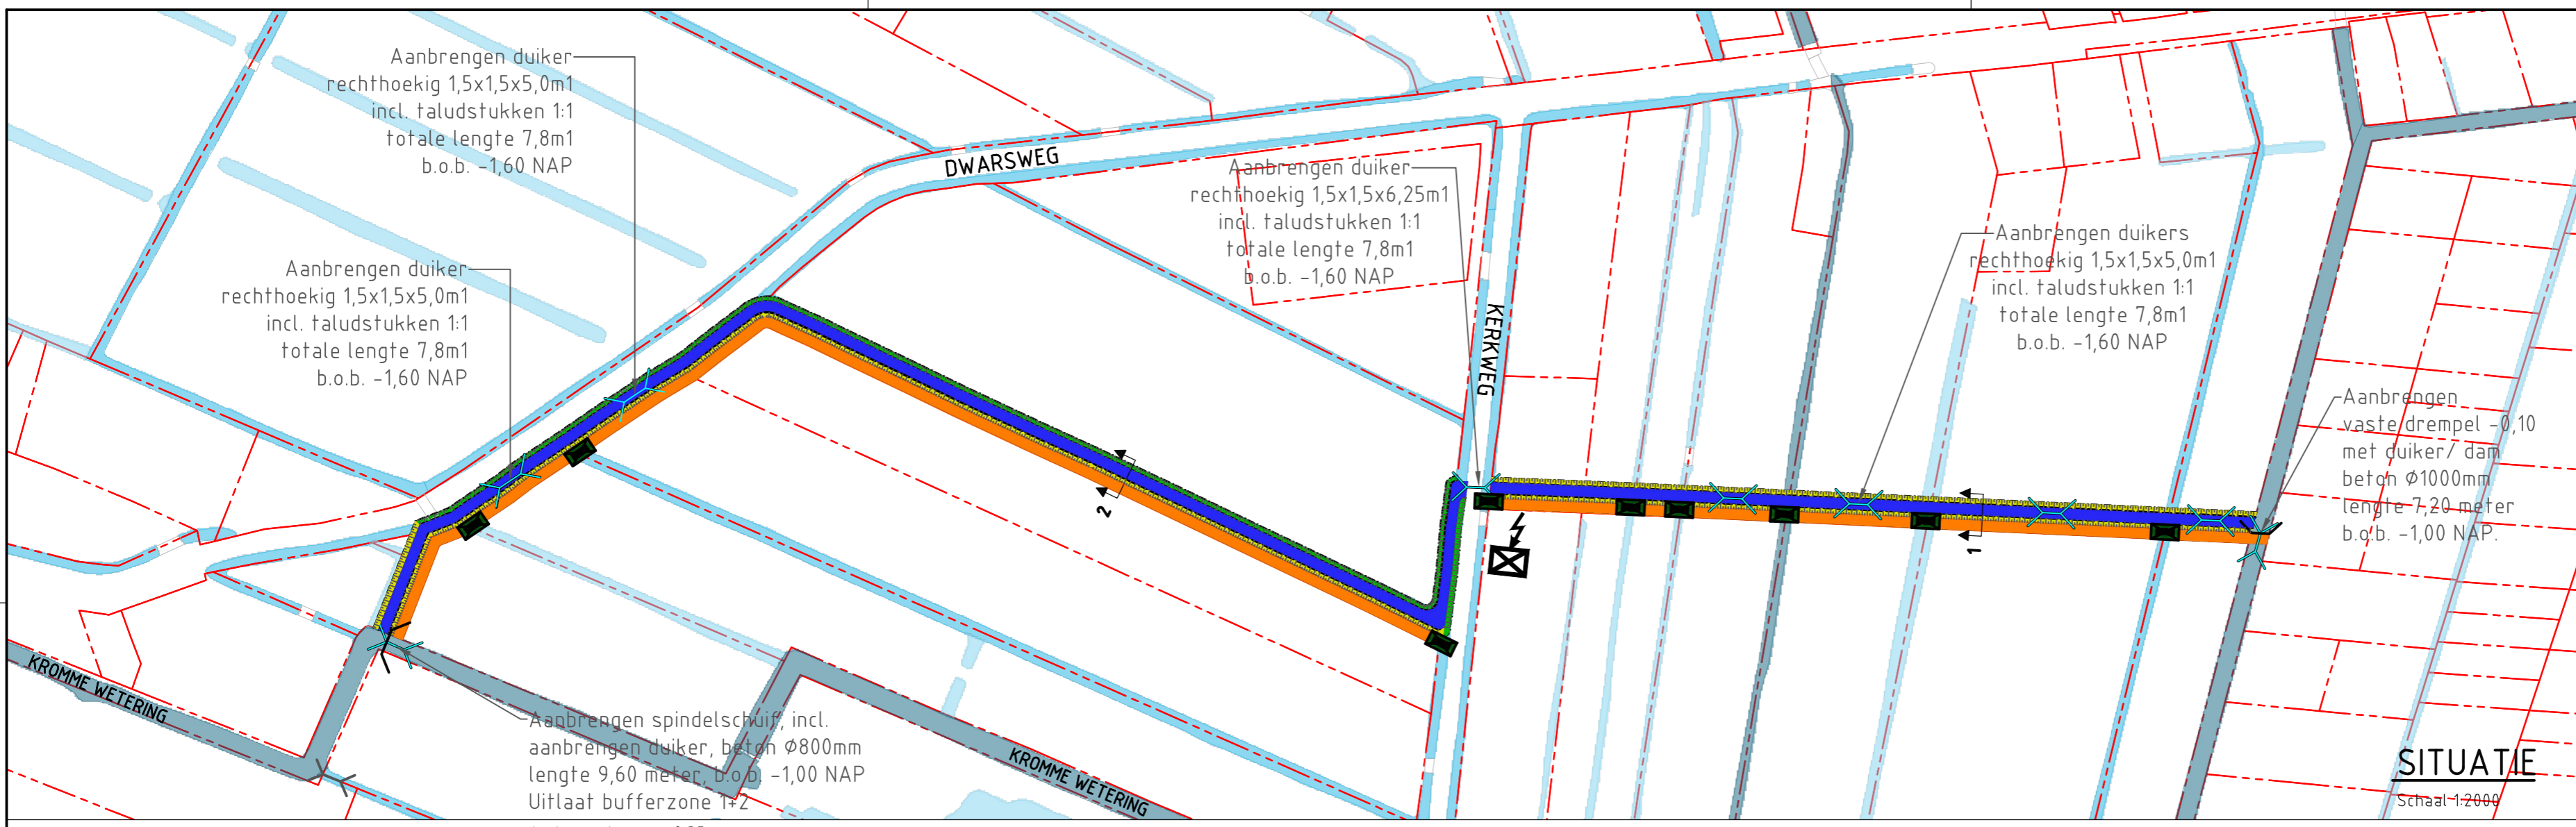 Aanbrengen duiker
rechthoekig 1,5x1,5x5,0m1
incl. taludstukken 1:1
totale lengte 7,8m1
b.o.b. -1,60 NAP
Aanbrengen duiker
rechthoekig 1,5x1,5x5,0m1
incl. taludstukken 1:1
totale lengte 7,8m1
b.o.b. -1,60 NAP
DWARSWEG
Aanbrengen duiker
rechthoekig 1,5x1,5x6,25m1
incl. taludstukken 1:1
totale lengte 7,8m1
b.o.b. -1,60 NAP
KERKWEG
Aanbrengen duikers
rechthoekig 1,5x1,5x5,0m1
incl. taludstukken 1:1
totale lengte 7,8m1
b.o.b. -1,60 NAP
Aanbrengen
vaste drempel -0,10
met duiker/ dam
beton Ø1000mm
lengte 7,20 meter
b.o.b. -1,00 NAP.
2
1
KROMME WETERING
Aanbrengen spindelschuif, incl.
aanbrengen duiker, beton Ø800mm
lengte 9,60 meter, b.o.b. -1,00 NAP
Uitlaat bufferzone 1+2
KROMME WETERING
SITUATIE
Schaal 1:2000